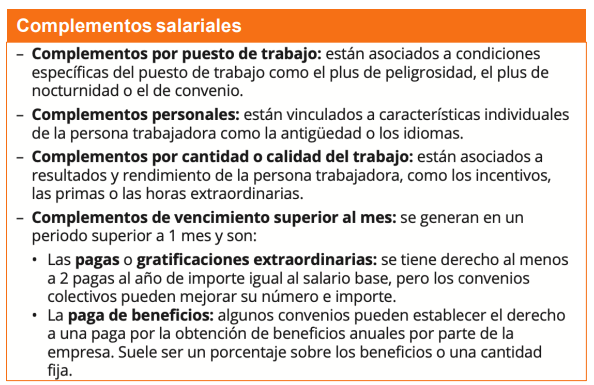 Complementos salariales
– Complementos por puesto de trabajo: están asociados a condiciones
específicas del puesto de trabajo como el plus de peligrosidad, el plus de
nocturnidad o el de convenio.
– Complementos personales: están vinculados a características individuales
de la persona trabajadora como la antigüedad o los idiomas.
– Complementos por cantidad o calidad del trabajo: están asociados a
resultados y rendimiento de la persona trabajadora, como los incentivos,
las primas o las horas extraordinarias.
– Complementos de vencimiento superior al mes: se generan en un
periodo superior a 1 mes y son:
• Las pagas o gratificaciones extraordinarias: se tiene derecho al menos
a 2 pagas al año de importe igual al salario base, pero los convenios
colectivos pueden mejorar su número e importe.
• La paga de beneficios: algunos convenios pueden establecer el derecho
a una paga por la obtención de beneficios anuales por parte de la
empresa. Suele ser un porcentaje sobre los beneficios o una cantidad
fija.